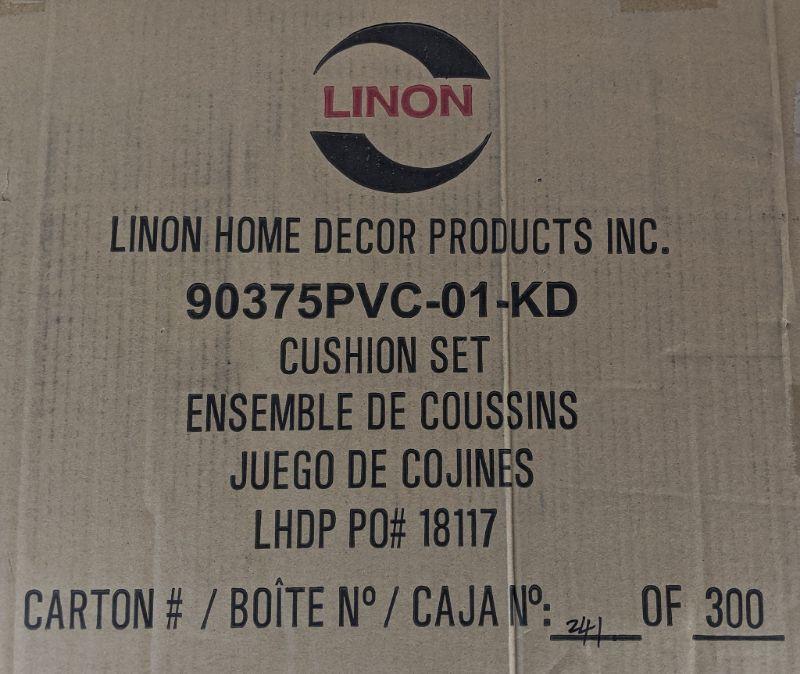 LINON
LINON HOME DECOR PRODUCTS INC.
90375PVC-01-KD
CUSHION SET
ENSEMBLE DE COUSSINS
JUEGO DE COJINES
LHDP PO# 18117
CARTON # / BOÎTE Nº / CAJA Nº: 241 OF 300